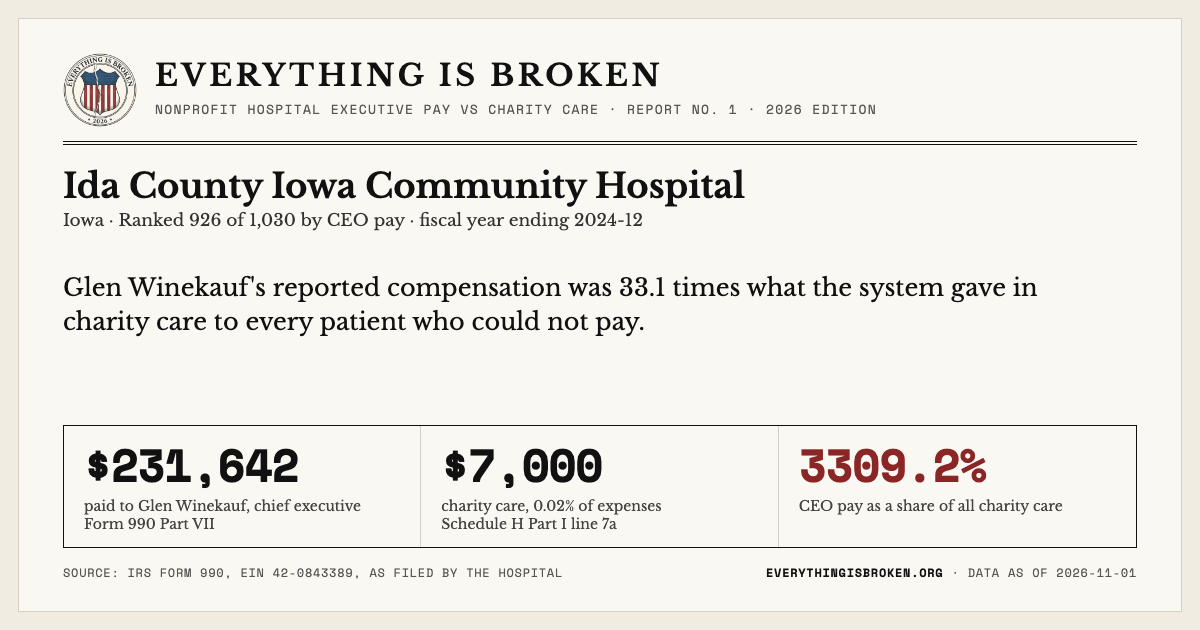 EVERYTHING IS BROKEN
2026
EVERYTHING IS BROKEN
NONPROFIT HOSPITAL EXECUTIVE PAY VS CHARITY CARE · REPORT NO. 1 · 2026 EDITION
Ida County Iowa Community Hospital
Iowa · Ranked 926 of 1,030 by CEO pay · fiscal year ending 2024-12
Glen Winekauf's reported compensation was 33.1 times what the system gave in
charity care to every patient who could not pay.
$231,642
paid to Glen Winekauf, chief executive
Form 990 Part VII
$7,000
charity care, 0.02% of expenses
Schedule H Part I line 7a
3309.2%
CEO pay as a share of all charity care
SOURCE: IRS FORM 990, EIN 42-0843389, AS FILED BY THE HOSPITAL
EVERYTHINGISBROKEN.ORG · DATA AS OF 2026-11-01